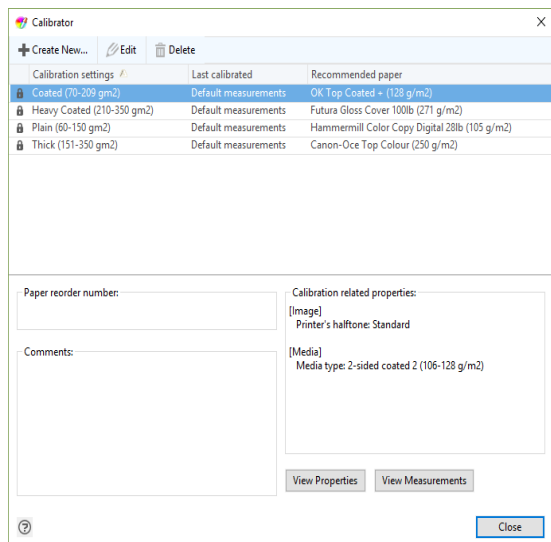 Calibrator
Create New... Edit Delete
Calibration settings Last calibrated Recommended paper
Coated (70-209 gm2) Default measurements OK Top Coated + (128 g/m2)
Heavy Coated (210-350 gm2) Default measurements Futura Gloss Cover 100lb (271 g/m2)
Plain (60-150 gm2) Default measurements Hammermill Color Copy Digital 28lb (105 g/m2)
Thick (151-350 gm2) Default measurements Canon-Oce Top Colour (250 g/m2)
Paper reorder number:
Comments:
Calibration related properties:
[Image]
Printer's halftone: Standard
[Media]
Media type: 2-sided coated 2 (106-128 g/m2)
View Properties View Measurements
? Close